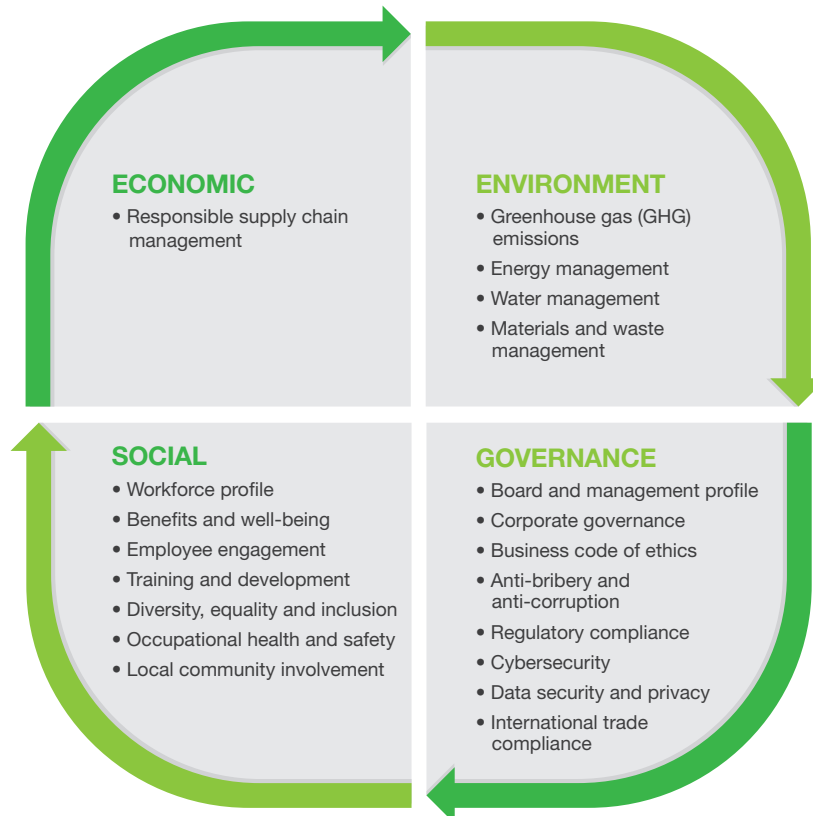 ECONOMIC
• Responsible supply chain
management
ENVIRONMENT
• Greenhouse gas (GHG)
emissions
• Energy management
• Water management
• Materials and waste
management
SOCIAL
• Workforce profile
• Benefits and well-being
• Employee engagement
• Training and development
• Diversity, equality and inclusion
• Occupational health and safety
• Local community involvement
GOVERNANCE
• Board and management profile
• Corporate governance
• Business code of ethics
• Anti-bribery and
anti-corruption
• Regulatory compliance
• Cybersecurity
• Data security and privacy
• International trade
compliance